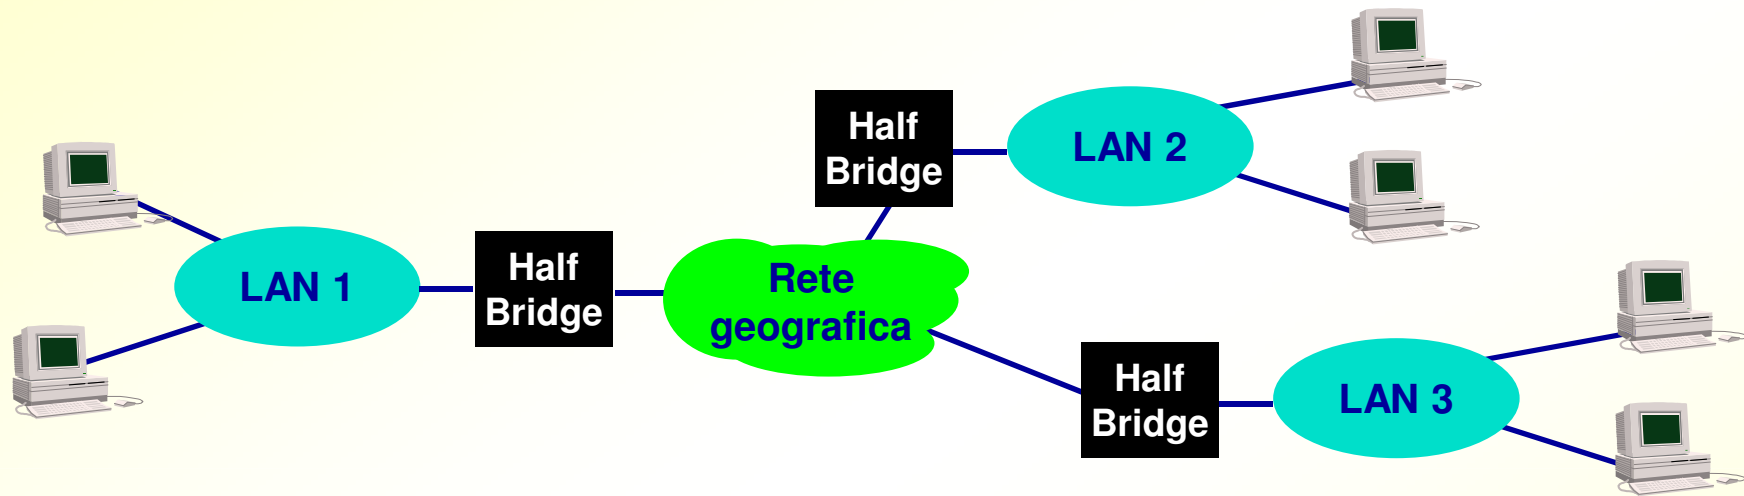 Half
Bridge
LAN 2
LAN 1
Half
Bridge
Rete
geografica
Half
Bridge
LAN 3